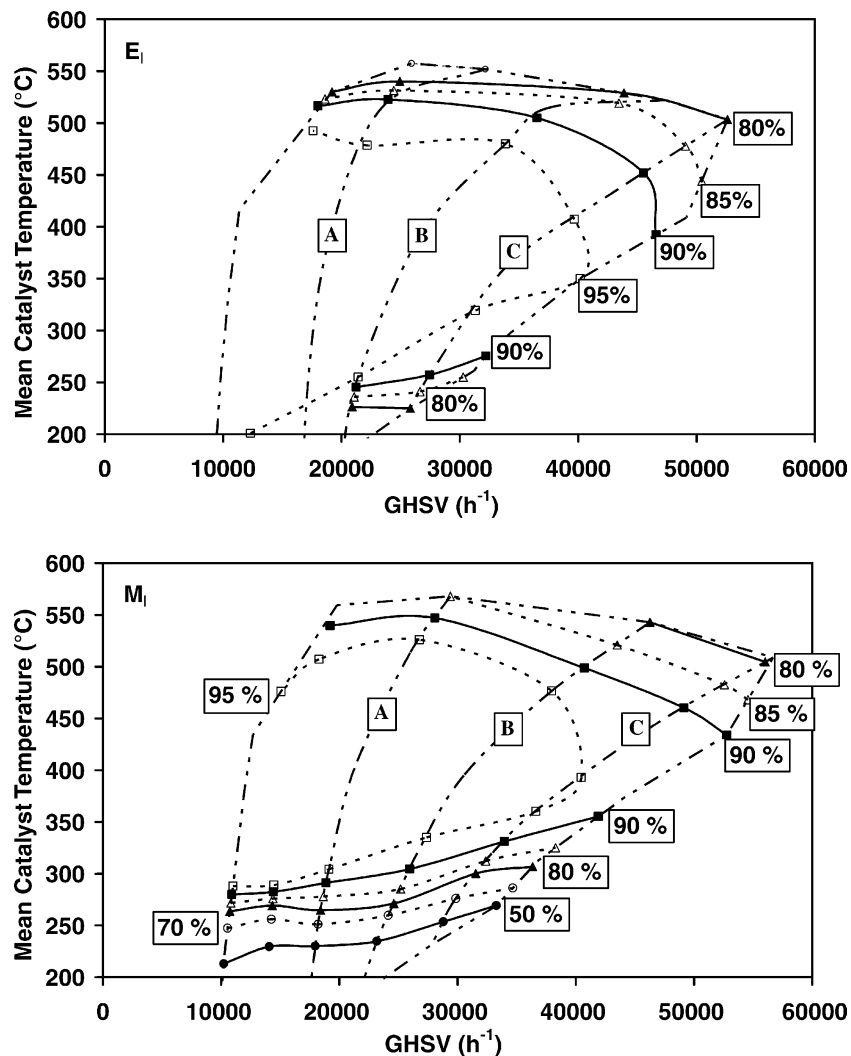 600
E_I
550
500
80%
450
85%
400
A
B
C
90%
350
95%
300
90%
250
80%
200
0 10000 20000 30000 40000 50000 60000
Mean Catalyst Temperature (°C)
GHSV (h⁻¹)
600
M_I
550
500
80 %
95 %
450
A
B
C
85 %
90 %
400
350
90 %
300
80 %
250
70 %
50 %
200
0 10000 20000 30000 40000 50000 60000
Mean Catalyst Temperature (°C)
GHSV (h⁻¹)